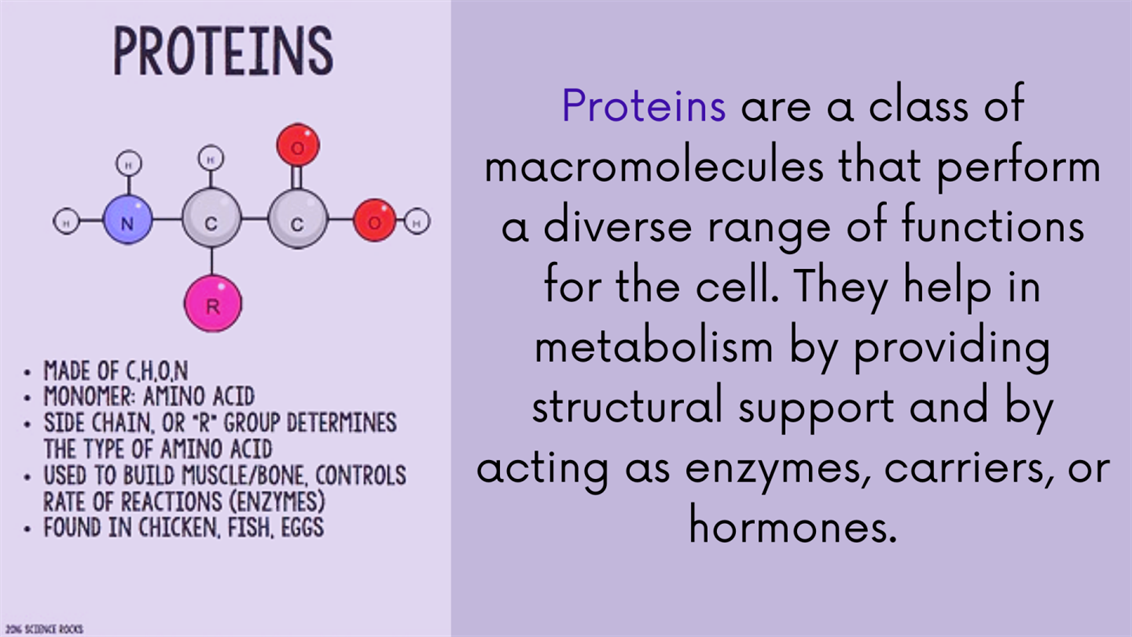 PROTEINS
O
H
H
H
N
C
C
O
H
R
• MADE OF C,H,O,N
• MONOMER: AMINO ACID
• SIDE CHAIN, OR "R" GROUP DETERMINES
THE TYPE OF AMINO ACID
• USED TO BUILD MUSCLE/BONE, CONTROLS
RATE OF REACTIONS (ENZYMES)
• FOUND IN CHICKEN, FISH, EGGS
2016 SCIENCE ROCKS
Proteins are a class of
macromolecules that perform
a diverse range of functions
for the cell. They help in
metabolism by providing
structural support and by
acting as enzymes, carriers, or
hormones.